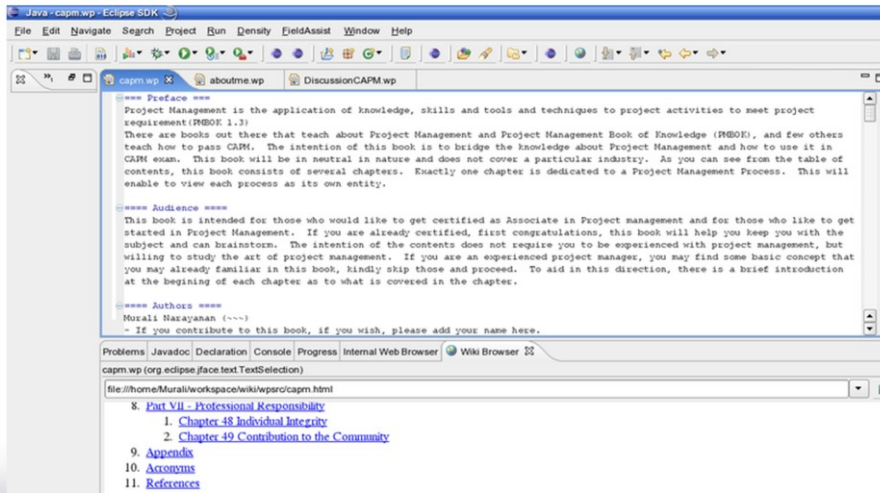 Java - capm.wp - Eclipse SDK
File Edit Navigate Search Project Run Density FieldAssist Window Help
capm.wp aboutme.wp DiscussionCAPM.wp
=== Preface ===
Project Management is the application of knowledge, skills and tools and techniques to project activities to meet project
requirement(PMBOK 1.3)
There are books out there that teach about Project Management and Project Management Book of Knowledge (PMBOK), and few others
teach how to pass CAPM. The intention of this book is to bridge the knowledge about Project Management and how to use it in
CAPM exam. This book will be in neutral in nature and does not cover a particular industry. As you can see from the table of
contents, this book consists of several chapters. Exactly one chapter is dedicated to a Project Management Process. This will
enable to view each process as its own entity.
==== Audience ====
This book is intended for those who would like to get certified as Associate in Project management and for those who like to get
started in Project Management. If you are already certified, first congratulations, this book will help you keep you with the
subject and can brainstorm. The intention of the contents does not require you to be experienced with project management, but
willing to study the art of project management. If you are an experienced project manager, you may find some basic concept that
you may already familiar in this book, kindly skip those and proceed. To aid in this direction, there is a brief introduction
at the begining of each chapter as to what is covered in the chapter.
==== Authors ====
Murali Narayanan (~~~)
- If you contribute to this book, if you wish, please add your name here.
Problems Javadoc Declaration Console Progress Internal Web Browser Wiki Browser
capm.wp (org.eclipse.jface.text.TextSelection)
file:///home/Murali/workspace/wiki/wpsrc/capm.html
8. Part VII - Professional Responsibility
1. Chapter 48 Individual Integrity
2. Chapter 49 Contribution to the Community
9. Appendix
10. Acronyms
11. References